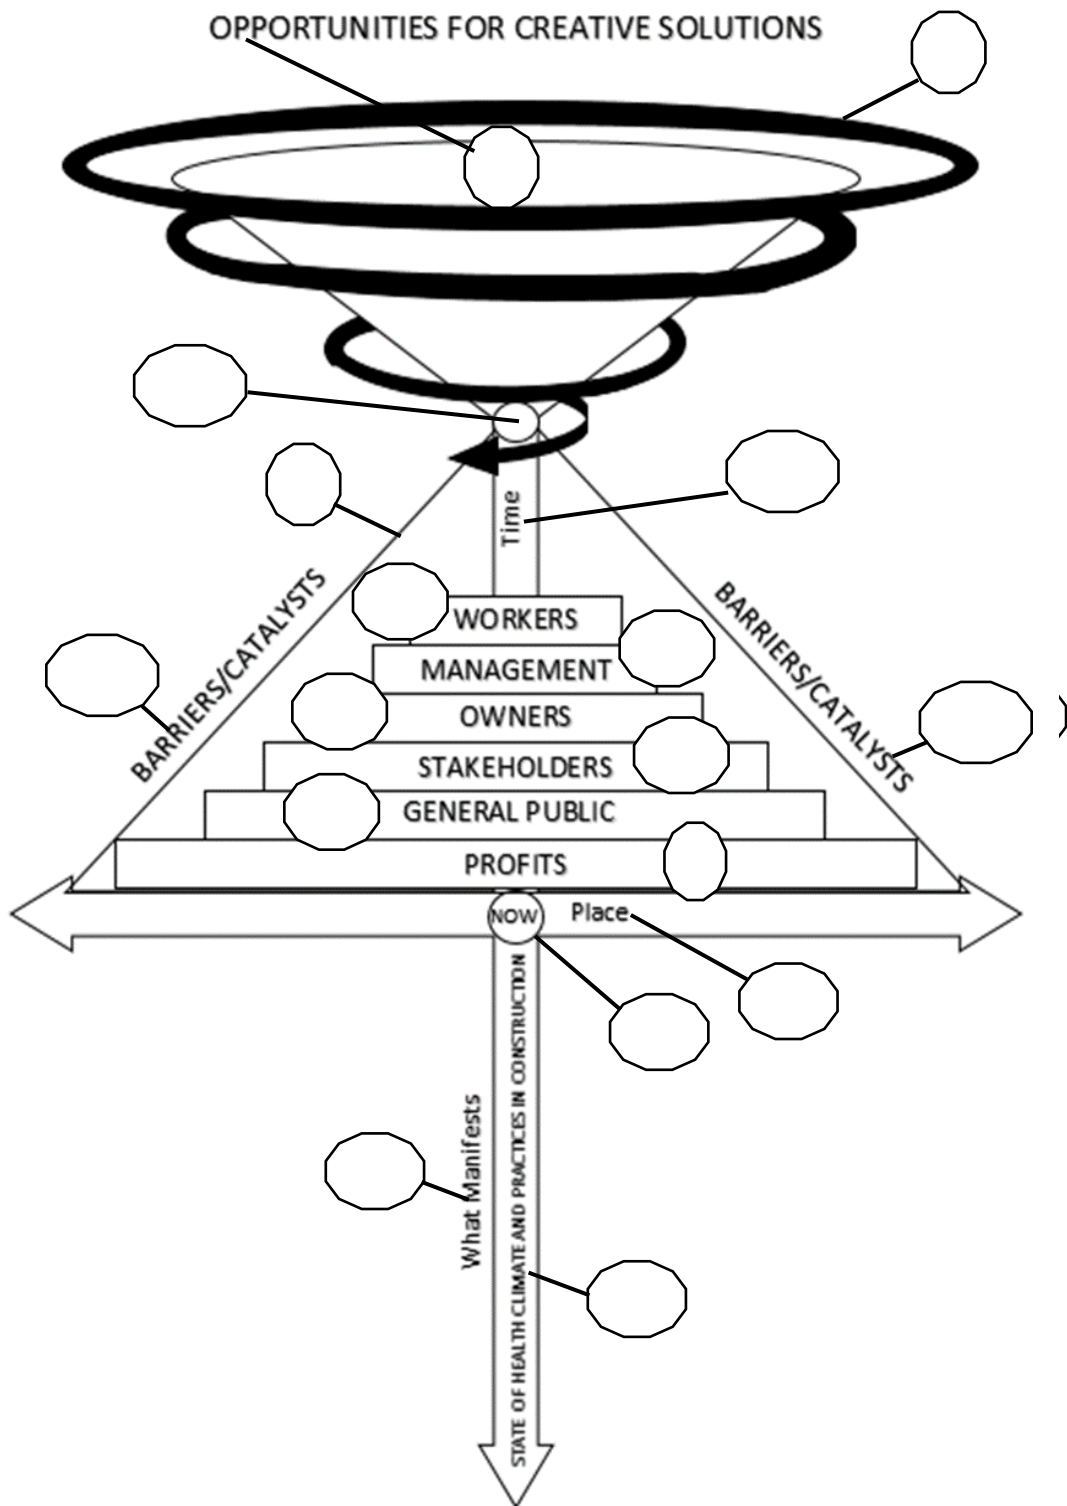 OPPORTUNITIES FOR CREATIVE SOLUTIONS
Time
BARRIERS/CATALYSTS
BARRIERS/CATALYSTS
WORKERS
MANAGEMENT
OWNERS
STAKEHOLDERS
GENERAL PUBLIC
PROFITS
NOW
Place
What Manifests
STATE OF HEALTH CLIMATE AND PRACTICES IN CONSTRUCTION